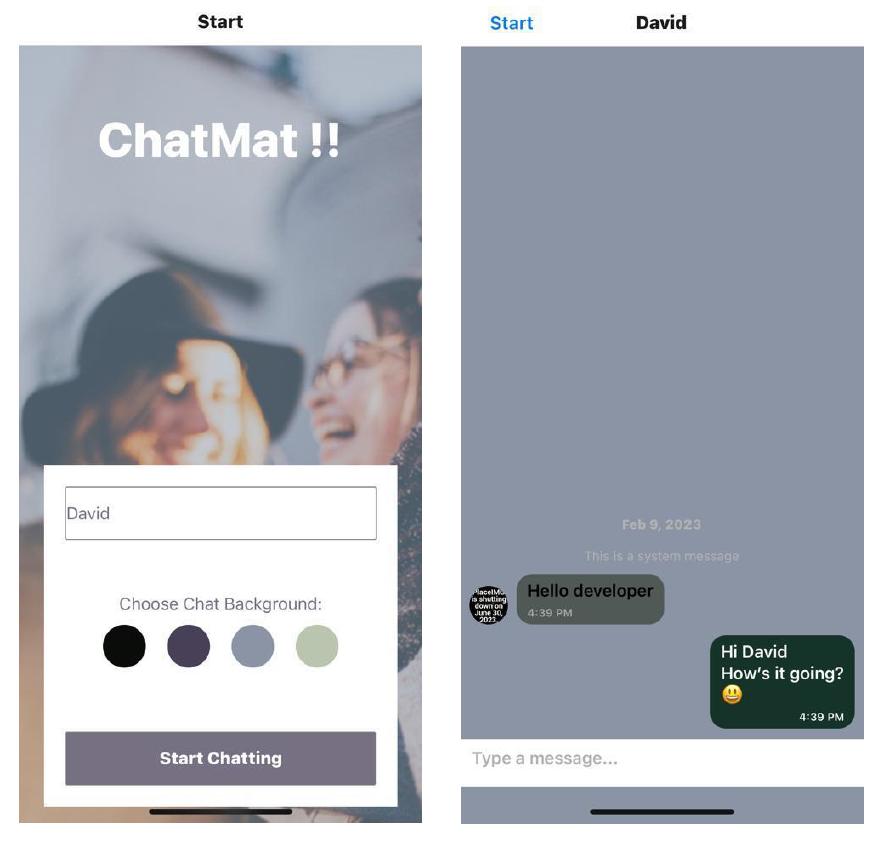 Start
ChatMat !!
David
Choose Chat Background:
Start Chatting
Start
David
Feb 9, 2023
This is a system message
Hello developer
4:39 PM
is shutting
down on
June 30,
2023
Hi David
How's it going?
😃
4:39 PM
Type a message...